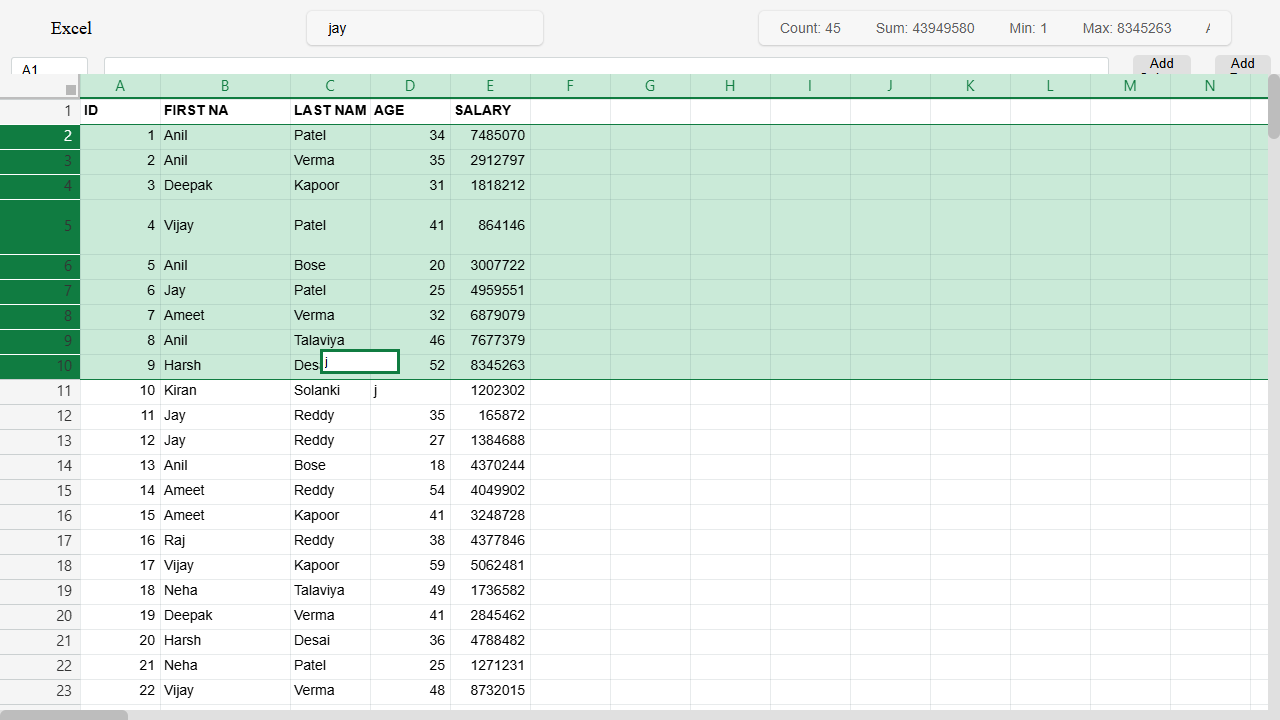 Excel jay Count: 45 Sum: 43949580 Min: 1 Max: 8345263
A1 Add Add
A B C D E F G H I J K L M N
1 ID FIRST NA LAST NAM AGE SALARY
2 1 Anil Patel 34 7485070
3 2 Anil Verma 35 2912797
4 3 Deepak Kapoor 31 1818212
5 4 Vijay Patel 41 864146
6 5 Anil Bose 20 3007722
7 6 Jay Patel 25 4959551
8 7 Ameet Verma 32 6879079
9 8 Anil Talaviya 46 7677379
10 9 Harsh Des j 52 8345263
11 10 Kiran Solanki j 1202302
12 11 Jay Reddy 35 165872
13 12 Jay Reddy 27 1384688
14 13 Anil Bose 18 4370244
15 14 Ameet Reddy 54 4049902
16 15 Ameet Kapoor 41 3248728
17 16 Raj Reddy 38 4377846
18 17 Vijay Kapoor 59 5062481
19 18 Neha Talaviya 49 1736582
20 19 Deepak Verma 41 2845462
21 20 Harsh Desai 36 4788482
22 21 Neha Patel 25 1271231
23 22 Vijay Verma 48 8732015